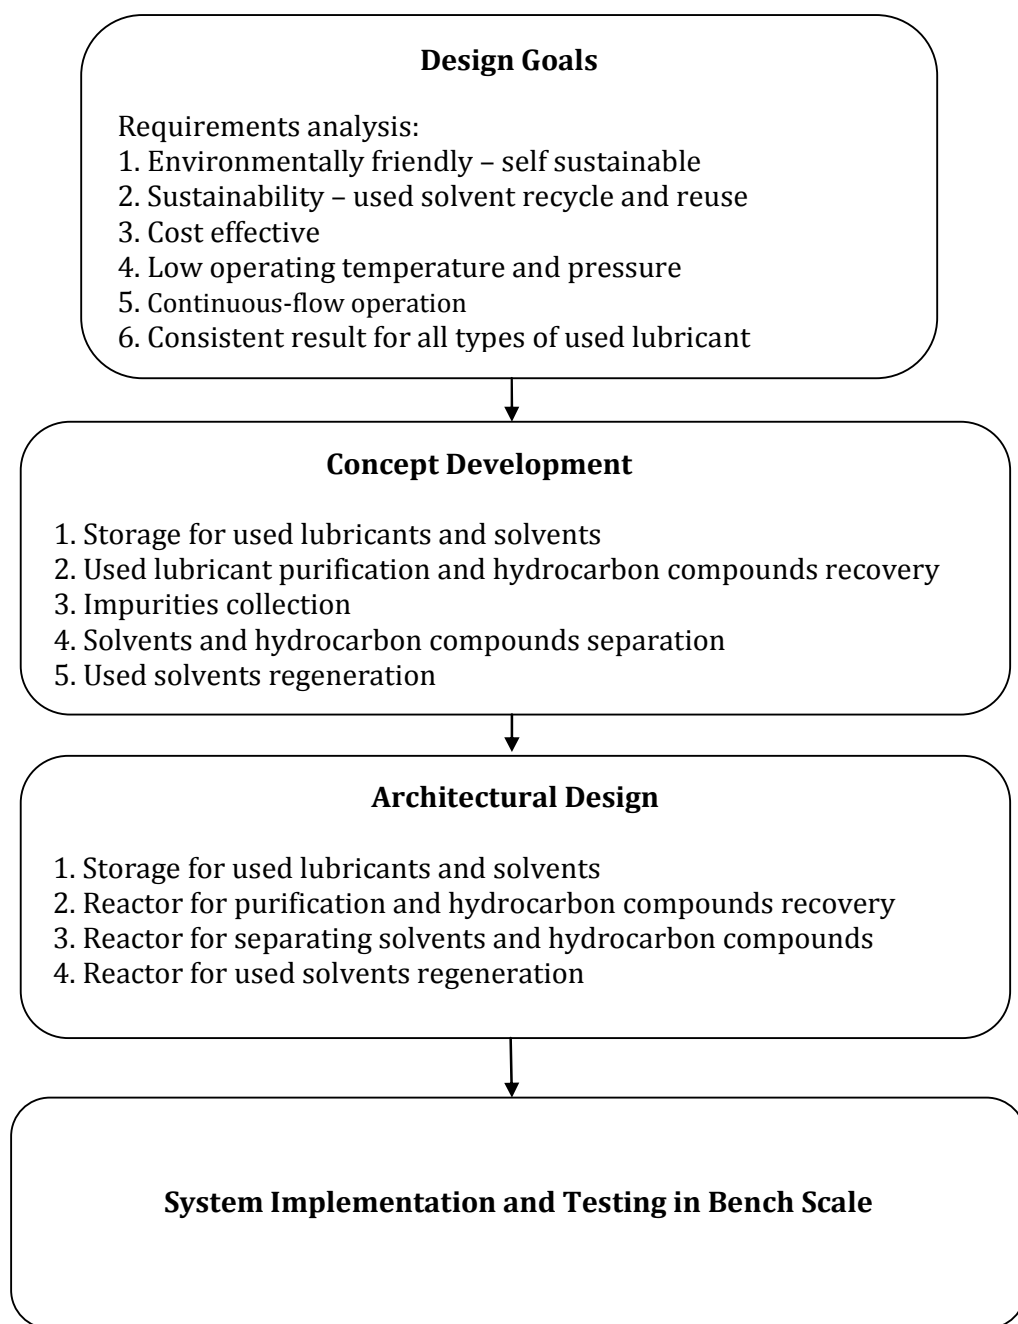 Design Goals
Requirements analysis:
1. Environmentally friendly – self sustainable
2. Sustainability – used solvent recycle and reuse
3. Cost effective
4. Low operating temperature and pressure
5. Continuous-flow operation
6. Consistent result for all types of used lubricant
Concept Development
1. Storage for used lubricants and solvents
2. Used lubricant purification and hydrocarbon compounds recovery
3. Impurities collection
4. Solvents and hydrocarbon compounds separation
5. Used solvents regeneration
Architectural Design
1. Storage for used lubricants and solvents
2. Reactor for purification and hydrocarbon compounds recovery
3. Reactor for separating solvents and hydrocarbon compounds
4. Reactor for used solvents regeneration
System Implementation and Testing in Bench Scale